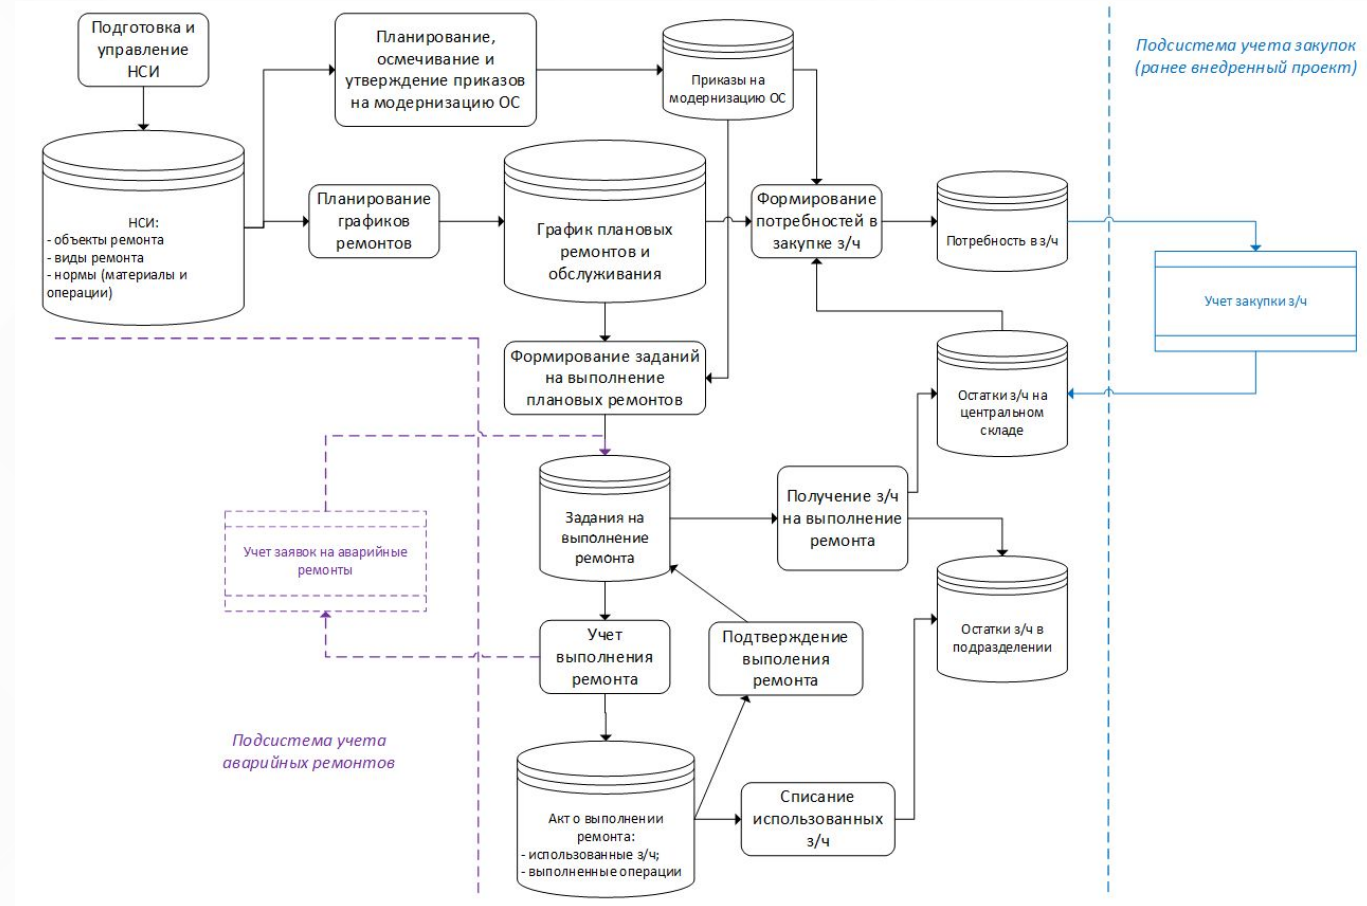 Подготовка и
управление
НСИ
Планирование,
осмечивание и
утверждение приказов
на модернизацию ОС
Приказы на
модернизацию ОС
Подсистема учета закупок
(ранее внедренный проект)
НСИ:
- объекты ремонта
- виды ремонта
- нормы (материалы и
операции)
Планирование
графиков
ремонтов
График плановых
ремонтов и
обслуживания
Формирование
потребностей в
закупке з/ч
Потребность в з/ч
Учет закупки з/ч
Формирование заданий
на выполнение
плановых ремонтов
Остатки з/ч на
центральном
складе
Учет заявок на аварийные
ремонты
Задания на
выполнение
ремонта
Получение з/ч
на выполнение
ремонта
Учет
выполнения
ремонта
Подтверждение
выполения
ремонта
Остатки з/ч в
подразделении
Подсистема учета
аварийных ремонтов
Акт о выполнении
ремонта:
- использованные з/ч;
- выполненные операции
Списание
использованных
з/ч